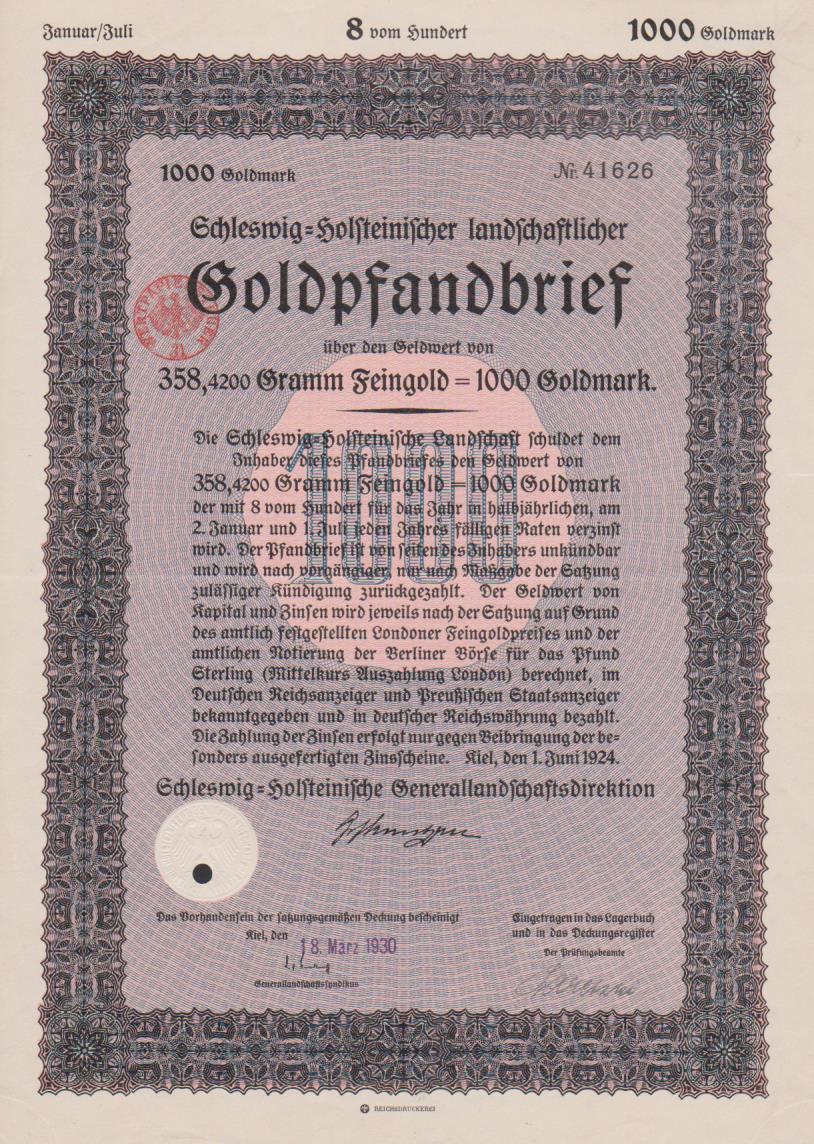 Januar/Juli 8 vom Hundert 1000 Goldmark
1000 Goldmark Nr. 41626
Schleswig=Holsteinischer landschaftlicher
Goldpfandbrief
über den Geldwert von
358,4200 Gramm Feingold = 1000 Goldmark.
Die Schleswig=Holsteinische Landschaft schuldet dem
Inhaber dieses Pfandbriefes den Geldwert von
358,4200 Gramm Feingold = 1000 Goldmark
der mit 8 vom Hundert für das Jahr in halbjährlichen, am
2. Januar und 1. Juli jeden Jahres fälligen Raten verzinst
wird. Der Pfandbrief ist von seiten des Inhabers unkündbar
und wird nach vorgängiger, nur nach Maßgabe der Satzung
zulässiger Kündigung zurückgezahlt. Der Geldwert von
Kapital und Zinsen wird jeweils nach der Satzung auf Grund
des amtlich festgestellten Londoner Feingoldpreises und der
amtlichen Notierung der Berliner Börse für das Pfund
Sterling (Mittelkurs Auszahlung London) berechnet, im
Deutschen Reichsanzeiger und Preußischen Staatsanzeiger
bekanntgegeben und in deutscher Reichswährung bezahlt.
Die Zahlung der Zinsen erfolgt nur gegen Beibringung der be=
sonders ausgefertigten Zinsscheine. Kiel, den 1. Juni 1924.
1000
Schleswig=Holsteinische Generallandschaftsdirektion
Das Vorhandensein der satzungsgemäßen Deckung bescheinigt
Kiel, den 18. März 1930
Generallandschaftssyndikus
Eingetragen in das Lagerbuch
und in das Deckungsregister
Der Prüfungsbeamte
REICHSDRUCKEREI